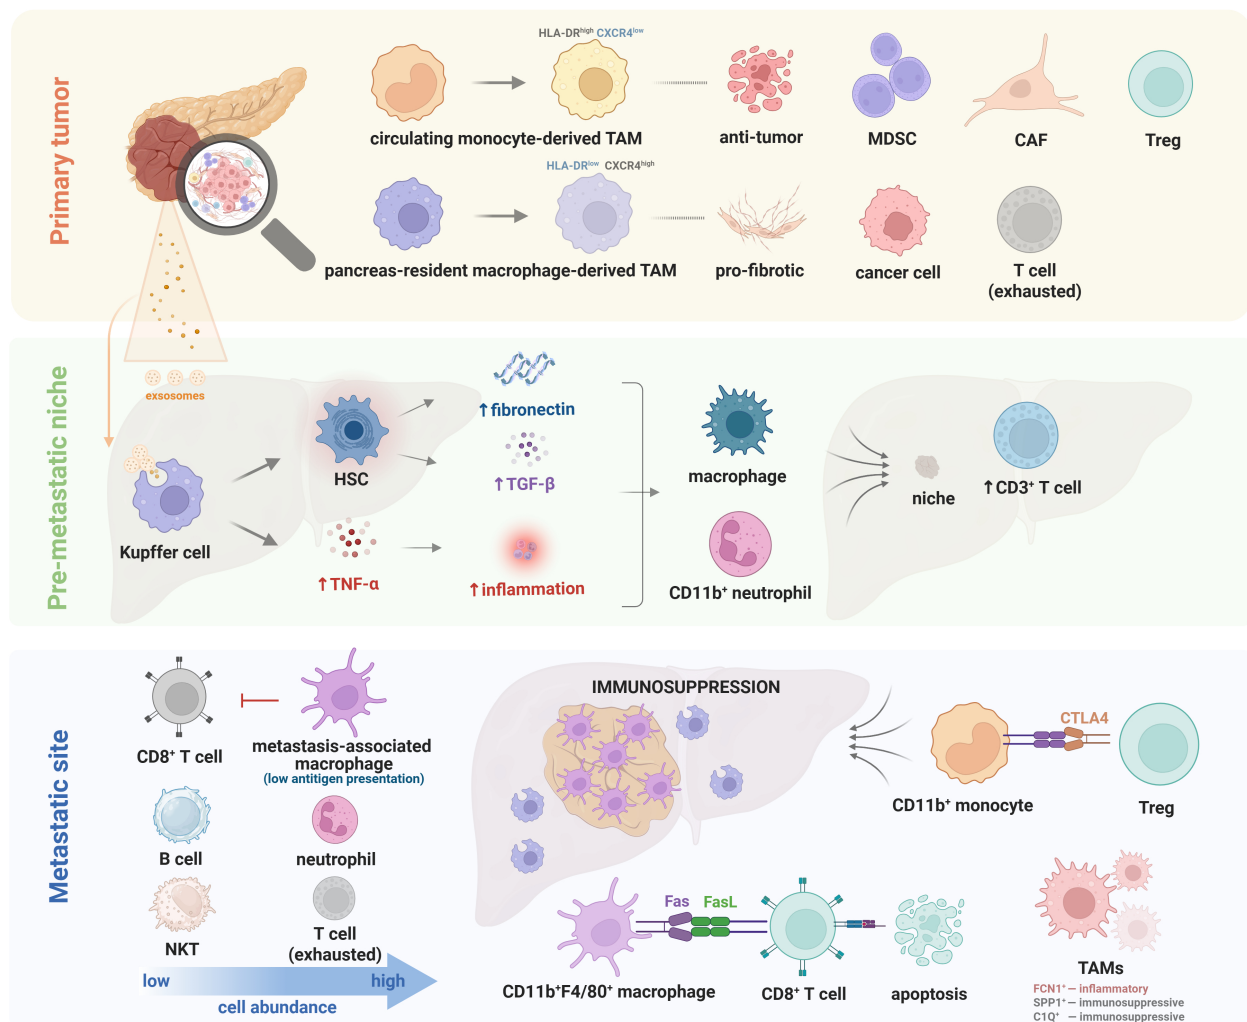 Primary tumor
HLA-DRhigh CXCR4low
circulating monocyte-derived TAM
anti-tumor
MDSC
CAF
Treg
HLA-DRlow CXCR4high
pancreas-resident macrophage-derived TAM
pro-fibrotic
cancer cell
T cell
(exhausted)
Pre-metastatic niche
exsosomes
Kupffer cell
HSC
↑TNF-α
↑fibronectin
↑TGF-β
↑inflammation
macrophage
CD11b⁺ neutrophil
niche
↑CD3⁺ T cell
Metastatic site
CD8⁺ T cell
metastasis-associated
macrophage
(low antitigen presentation)
B cell
neutrophil
NKT
T cell
(exhausted)
low
high
cell abundance
IMMUNOSUPPRESSION
CTLA4
CD11b⁺ monocyte
Treg
Fas
FasL
CD11b⁺F4/80⁺ macrophage
CD8⁺ T cell
apoptosis
TAMs
FCN1⁺ – inflammatory
SPP1⁺ – immunosuppressive
C1Q⁺ – immunosuppressive